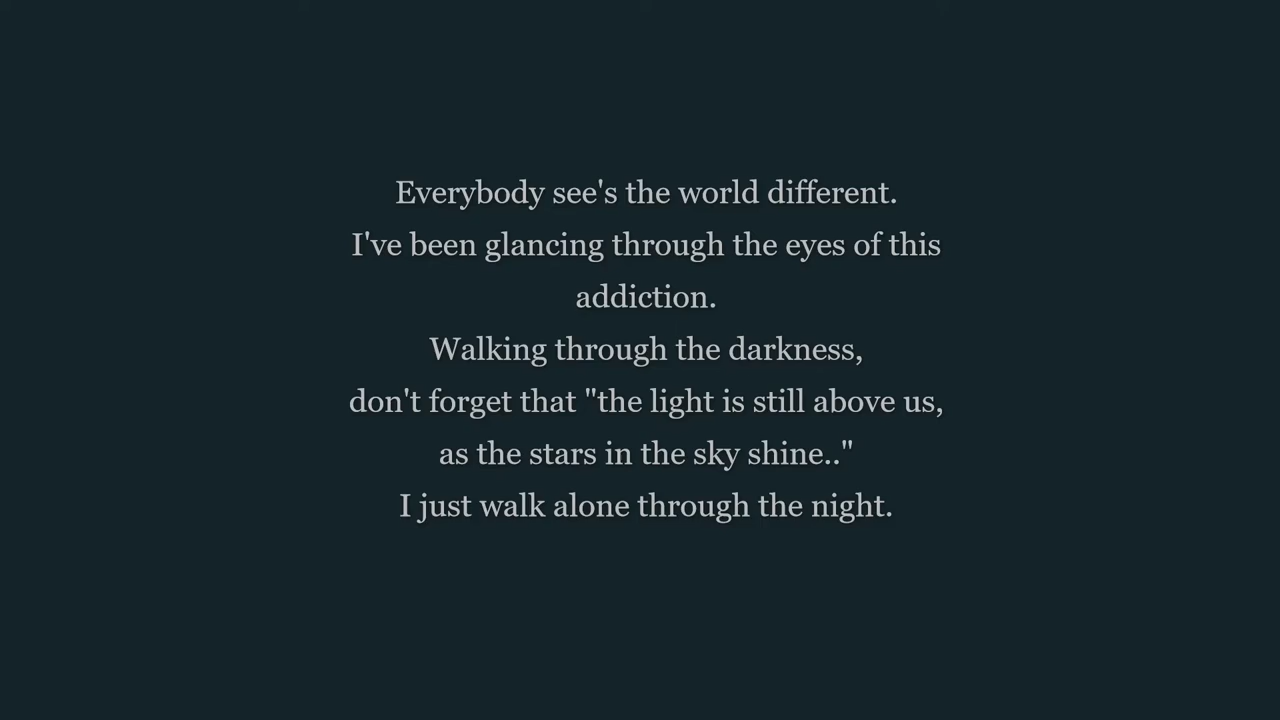 Everybody see's the world different.
I've been glancing through the eyes of this
addiction.
Walking through the darkness,
don't forget that "the light is still above us,
as the stars in the sky shine.."
I just walk alone through the night.